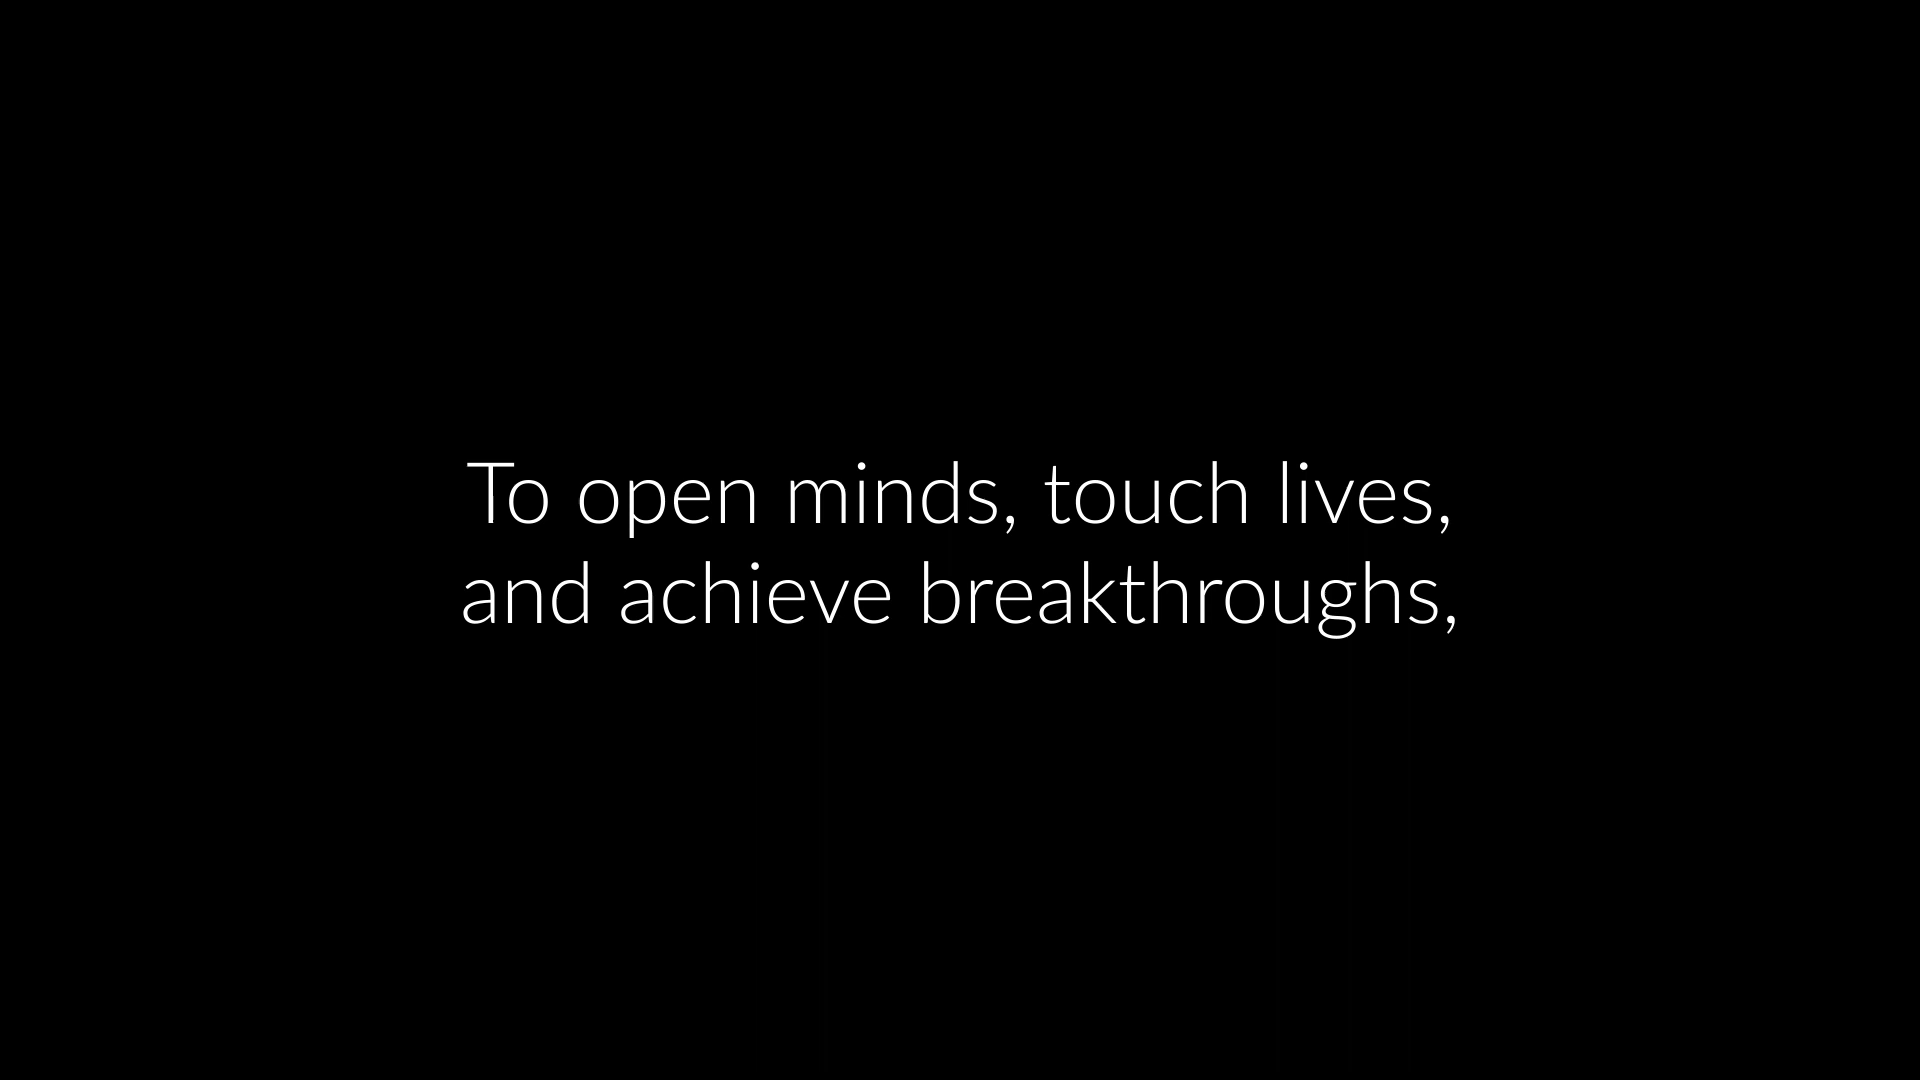 To open minds, touch lives,
and achieve breakthroughs,